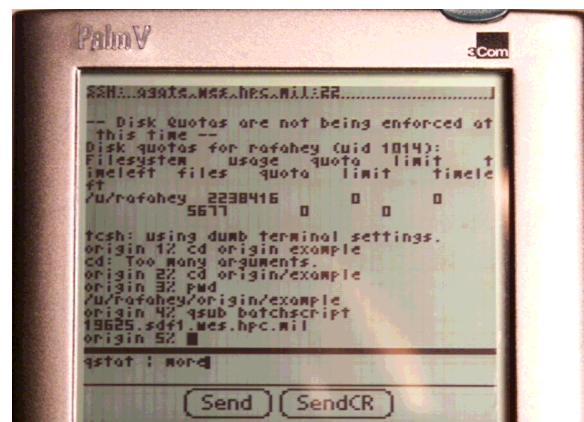 PalmV
3Com
SSH: agate.wes.hpc.mil:22
-- Disk Quotas are not being enforced at
this time --
Disk quotas for rafahey (uid 1014):
Filesystem usage quota limit t
imeleft files quota limit timele
ft
/u/rafahey 2238416 0 0
5677 0 0
tcsh: using dumb terminal settings.
origin 1% cd origin example
cd: Too many arguments.
origin 2% cd origin/example
origin 3% pwd
/u/rafahey/origin/example
origin 4% qsub batchscript
19625.sdf1.wes.hpc.mil
origin 5%
qstat | more
Send SendCR